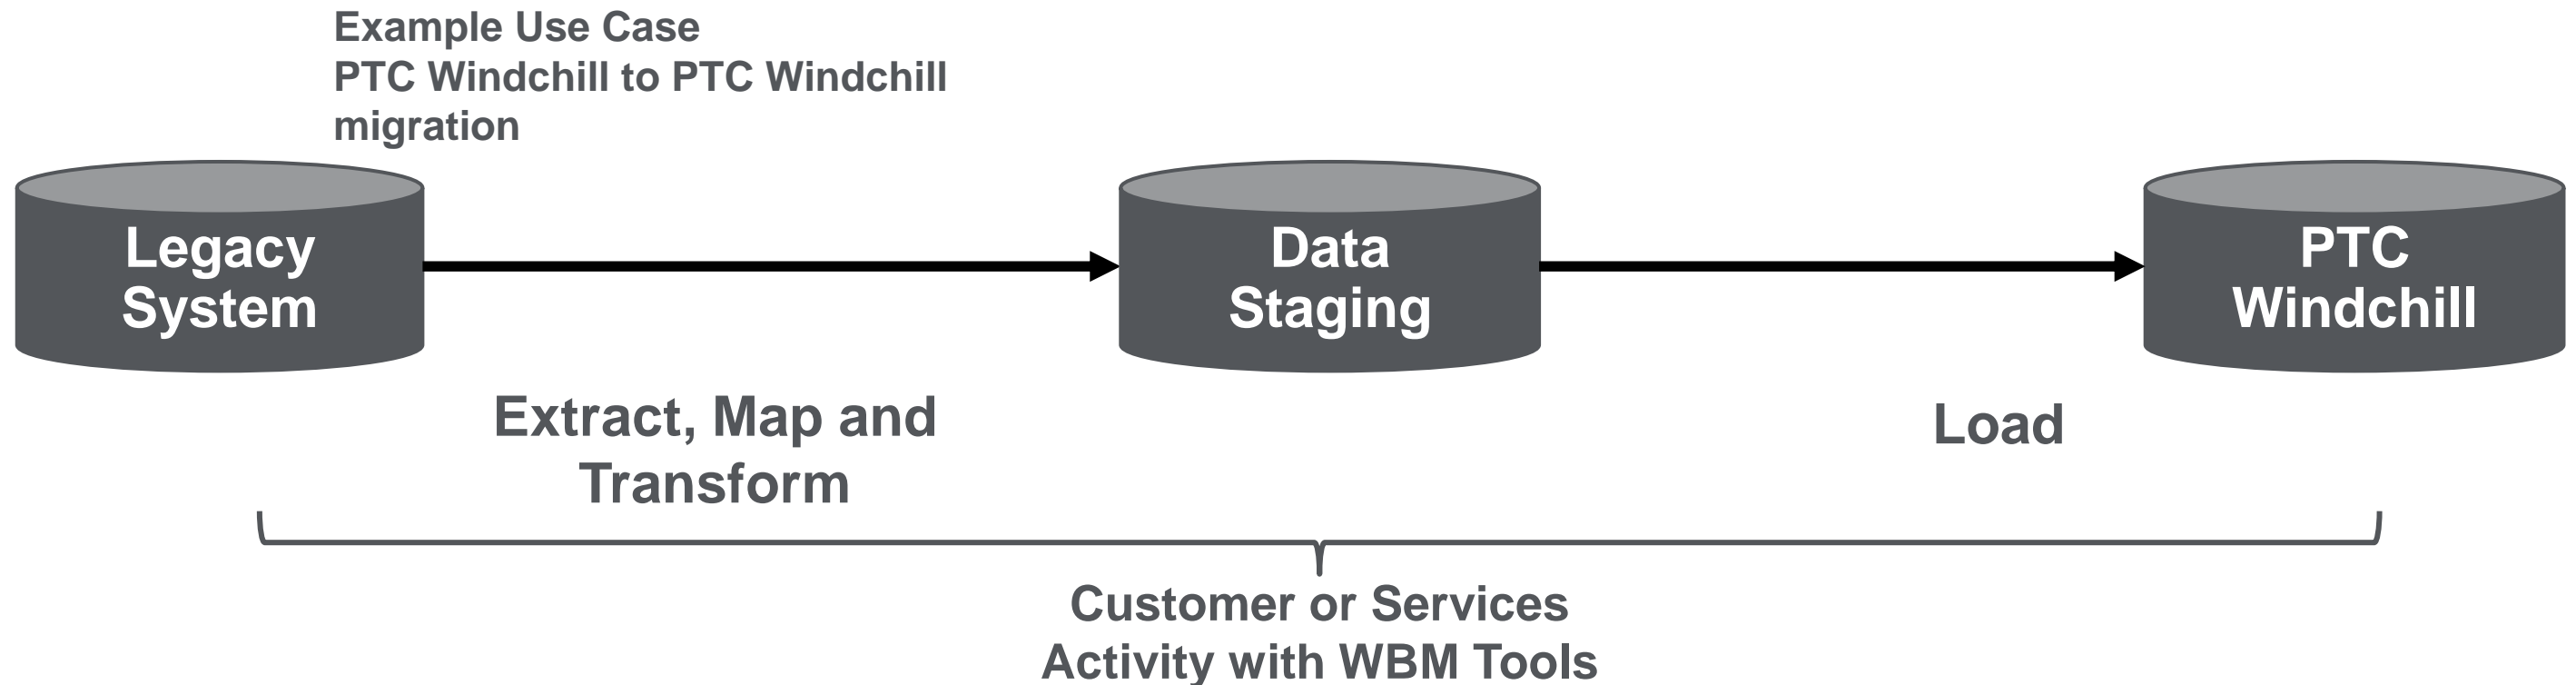 Example Use Case
PTC Windchill to PTC Windchill
migration
Legacy
System
Data
Staging
PTC
Windchill
Extract, Map and
Transform
Load
Customer or Services
Activity with WBM Tools